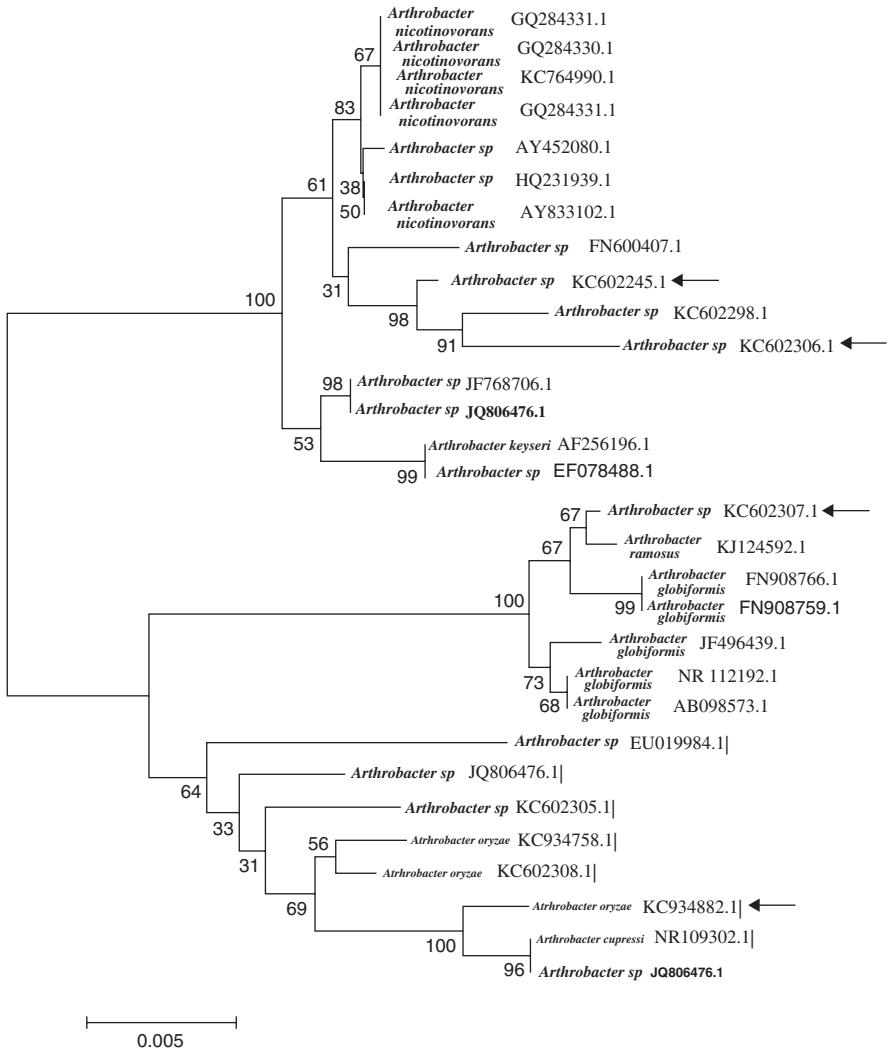 Arthrobacter GQ284331.1
nicotinovorans
Arthrobacter GQ284330.1
nicotinovorans
67
Arthrobacter KC764990.1
nicotinovorans
Arthrobacter GQ284331.1
nicotinovorans
83
Arthrobacter sp AY452080.1
Arthrobacter sp HQ231939.1
61
38
Arthrobacter AY833102.1
nicotinovorans
50
Arthrobacter sp FN600407.1
Arthrobacter sp KC602245.1
31
100
Arthrobacter sp KC602298.1
98
Arthrobacter sp KC602306.1
91
98
Arthrobacter sp JF768706.1
Arthrobacter sp JQ806476.1
53
Arthrobacter keyseri AF256196.1
Arthrobacter sp EF078488.1
99
Arthrobacter sp KC602307.1
67
Arthrobacter KJ124592.1
ramosus
67
Arthrobacter FN908766.1
globiformis
100
99
Arthrobacter FN908759.1
globiformis
Arthrobacter JF496439.1
globiformis
Arthrobacter NR 112192.1
globiformis
73
68
Arthrobacter AB098573.1
globiformis
Arthrobacter sp EU019984.1|
Arthrobacter sp JQ806476.1|
64
Arthrobacter sp KC602305.1|
33
56
Atrhrobacter oryzae KC934758.1|
31
Atrhrobacter oryzae KC602308.1|
69
Atrhrobacter oryzae KC934882.1|
Arthrobacter cupressi NR109302.1|
100
96
Arthrobacter sp JQ806476.1
0.005